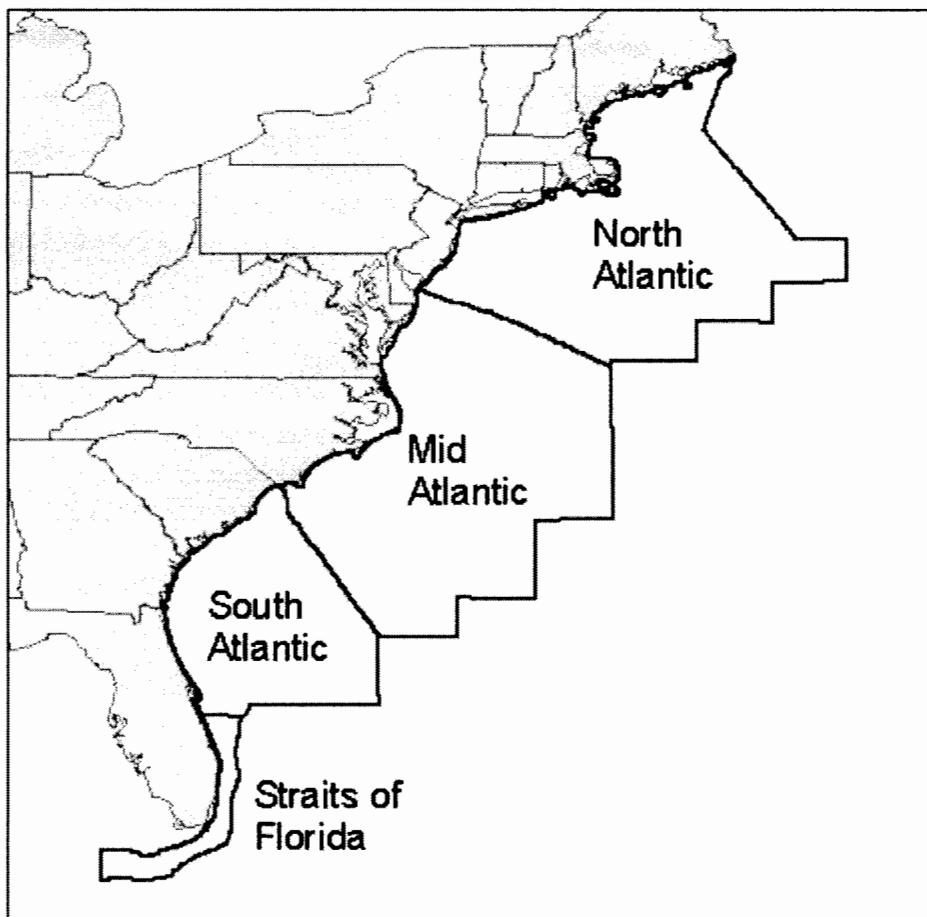 North
Atlantic
Mid
Atlantic
South
Atlantic
Straits of
Florida